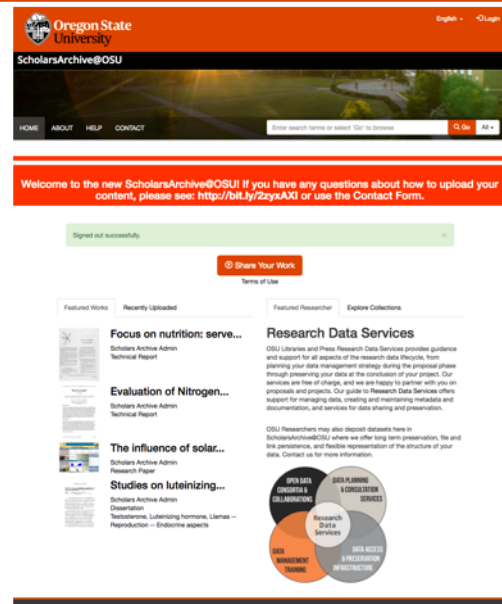 Oregon State
University
English
Login
ScholarsArchive@OSU
HOME ABOUT HELP CONTACT
Enter search terms or select 'Go' to browse
Go
All
Welcome to the new ScholarsArchive@OSU! If you have any questions about how to upload your
content, please see: http://bit.ly/2zyxAXI or use the Contact Form.
Signed out successfully.
×
Share Your Work
Terms of Use
Featured Works Recently Uploaded
Focus on nutrition: serve...
Scholars Archive Admin
Technical Report
Evaluation of Nitrogen...
Scholars Archive Admin
Technical Report
The influence of solar...
Scholars Archive Admin
Research Paper
Studies on luteinizing...
Scholars Archive Admin
Dissertation
Testosterone, Luteinizing hormone, Llamas --
Reproduction -- Endocrine aspects
Featured Researcher Explore Collections
Research Data Services
OSU Libraries and Press Research Data Services provides guidance
and support for all aspects of the research data lifecycle, from
planning your data management strategy during the proposal phase
through preserving your data at the conclusion of your project. Our
services are free of charge, and we are happy to partner with you on
proposals and projects. Our guide to Research Data Services offers
support for managing data, creating and maintaining metadata and
documentation, and services for data sharing and preservation.
OSU Researchers may also deposit datasets here in
ScholarsArchive@OSU where we offer long term preservation, file and
link persistence, and flexible representation of the structure of your
data. Contact us for more information.
OPEN DATA
CONSORTIA &
COLLABORATIONS
DATA PLANNING
& CONSULTATION
SERVICES
Research
Data
Services
DATA
MANAGEMENT
TRAINING
DATA ACCESS
& PRESERVATION
INFRASTRUCTURE